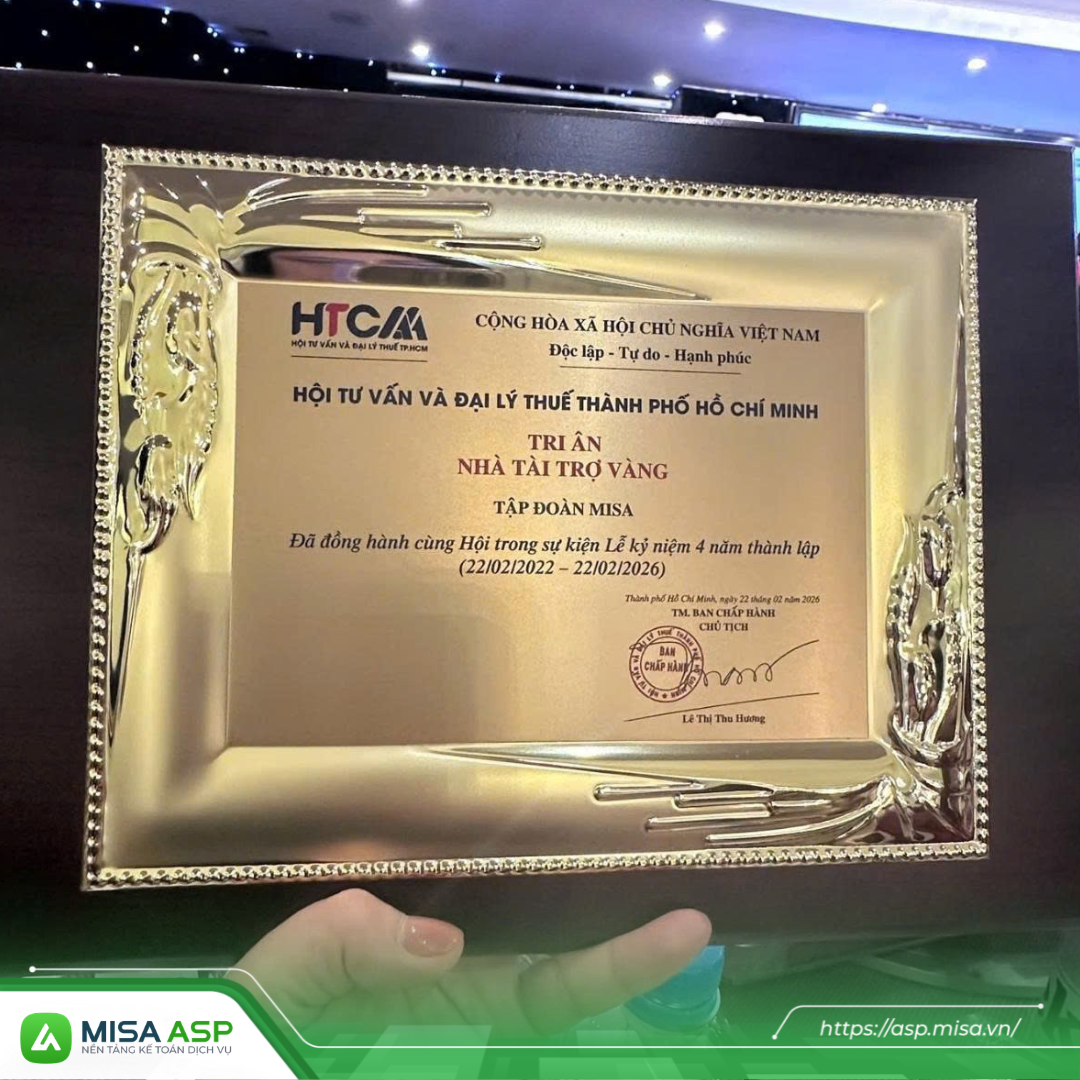 HTCAA
HỘI TƯ VẤN VÀ ĐẠI LÝ THUẾ TP.HCM
CỘNG HÒA XÃ HỘI CHỦ NGHĨA VIỆT NAM
Độc lập - Tự do - Hạnh phúc
HỘI TƯ VẤN VÀ ĐẠI LÝ THUẾ THÀNH PHỐ HỒ CHÍ MINH
TRI ÂN
NHÀ TÀI TRỢ VÀNG
TẬP ĐOÀN MISA
Đã đồng hành cùng Hội trong sự kiện Lễ kỷ niệm 4 năm thành lập
(22/02/2022 – 22/02/2026)
Thành phố Hồ Chí Minh, ngày 22 tháng 02 năm 2026
TM. BAN CHẤP HÀNH
CHỦ TỊCH
BAN
CHẤP HÀNH
Lê Thị Thu Hương
MISA ASP
NỀN TẢNG KẾ TOÁN DỊCH VỤ
https://asp.misa.vn/